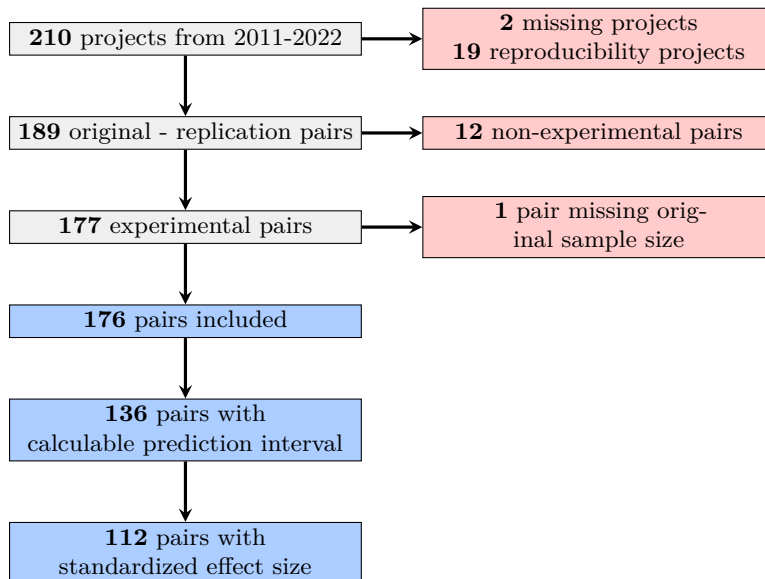 210 projects from 2011-2022
2 missing projects
19 reproducibility projects
189 original - replication pairs
12 non-experimental pairs
177 experimental pairs
1 pair missing orig-
inal sample size
176 pairs included
136 pairs with
calculable prediction interval
112 pairs with
standardized effect size